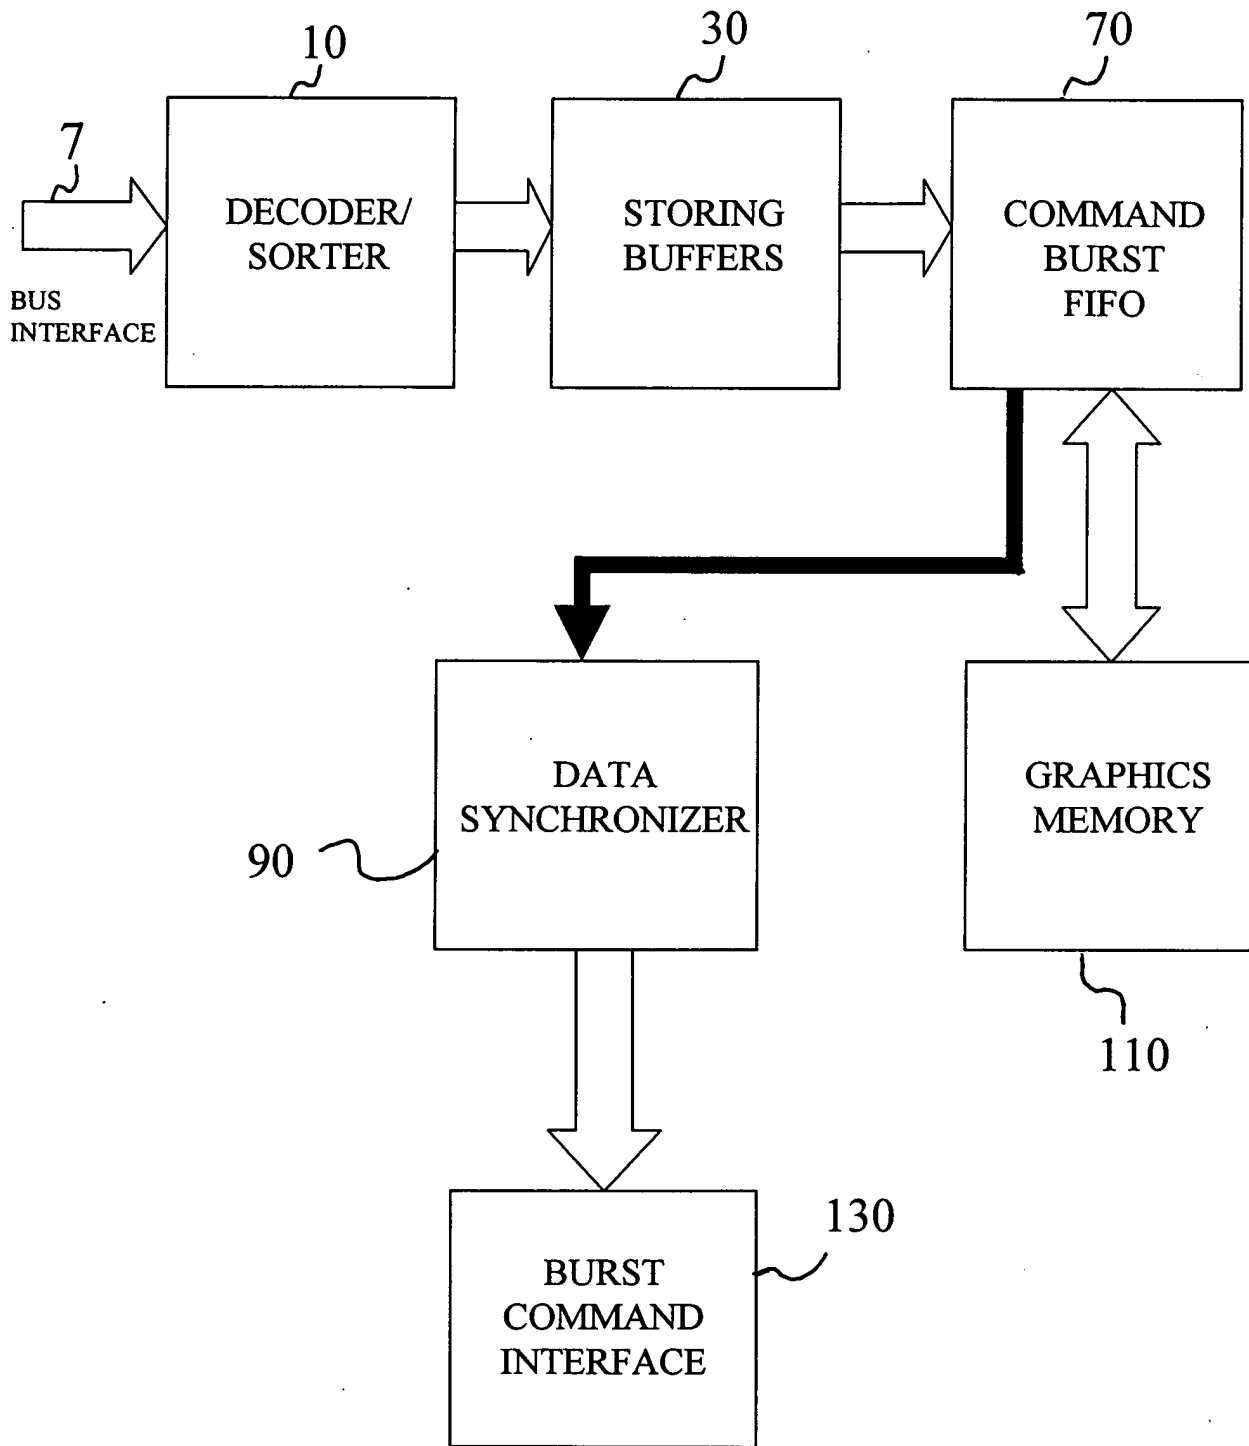 10
30
70
7
DECODER/
SORTER
STORING
BUFFERS
COMMAND
BURST
FIFO
BUS
INTERFACE
DATA
SYNCHRONIZER
GRAPHICS
MEMORY
90
110
130
BURST
COMMAND
INTERFACE